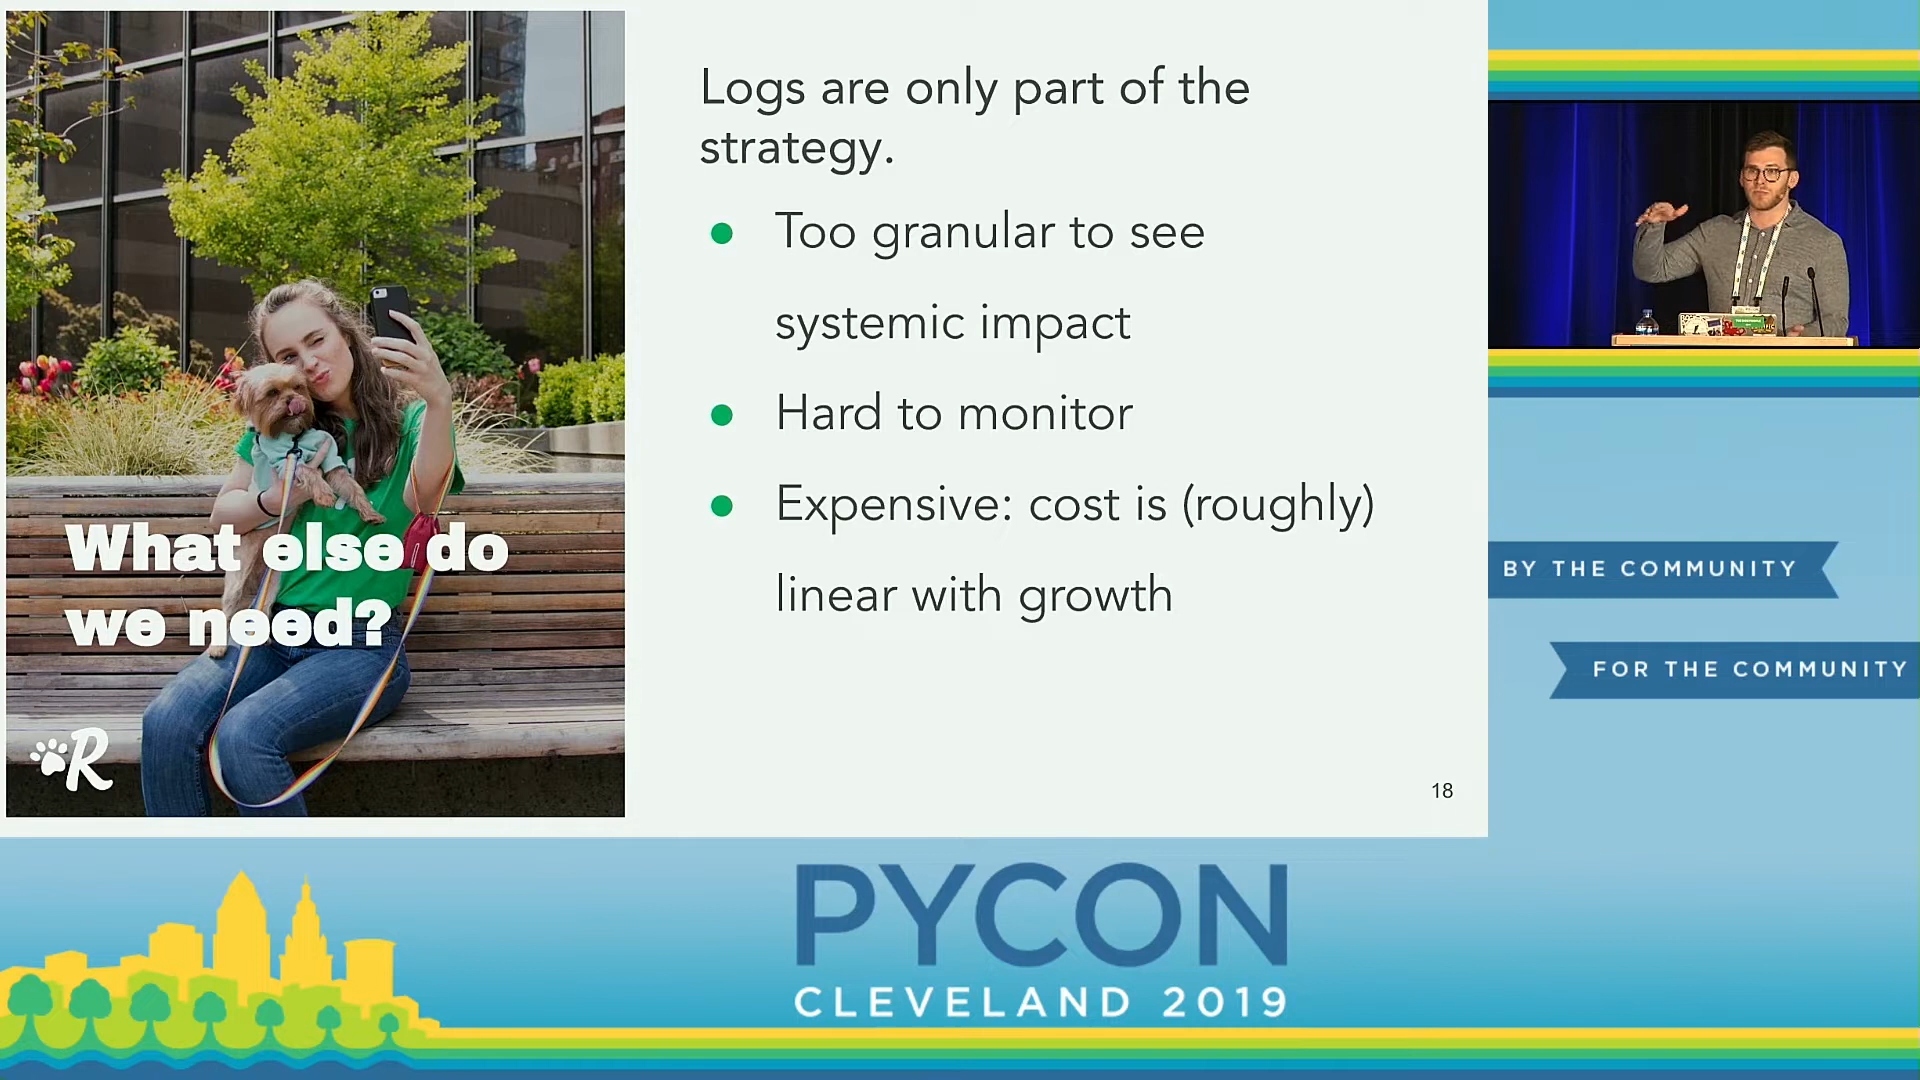 Logs are only part of the
strategy.
Too granular to see
systemic impact
Hard to monitor
Expensive: cost is (roughly)
linear with growth
What else do
we need?
R
18
BY THE COMMUNITY
FOR THE COMMUNITY
PYCON
CLEVELAND 2019